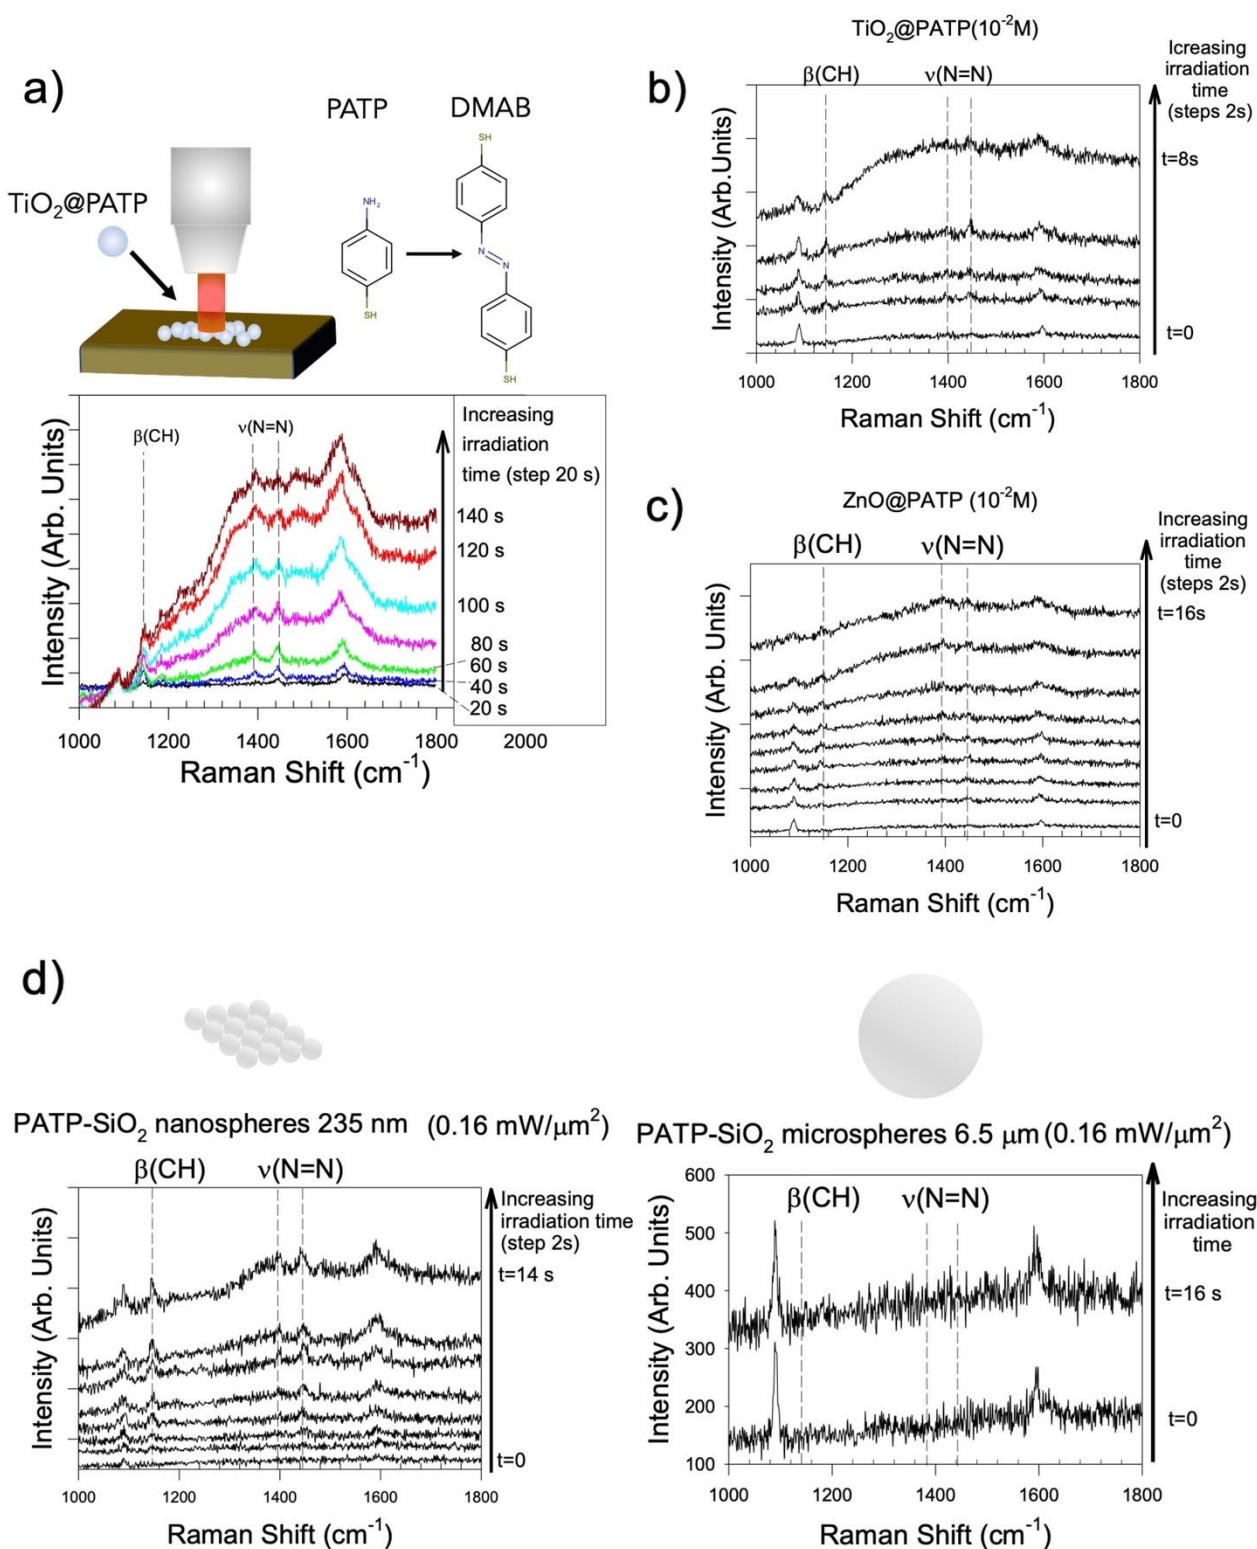 a)
PATP
DMAB
TiO₂@PATP
NH₂
SH
SH
N
N
SH
β(CH)
ν(N=N)
Increasing
irradiation
time (step 20 s)
140 s
120 s
100 s
80 s
60 s
40 s
20 s
Intensity (Arb. Units)
1000 1200 1400 1600 1800 2000
Raman Shift (cm⁻¹)
b)
TiO₂@PATP(10⁻²M)
Icreasing
irradiation
time
(steps 2s)
β(CH)
ν(N=N)
t=8s
t=0
Intensity (Arb.Units)
1000 1200 1400 1600 1800
Raman Shift (cm⁻¹)
c)
ZnO@PATP (10⁻²M)
Increasing
irradiation
time
(steps 2s)
β(CH)
ν(N=N)
t=16s
t=0
Intensity (Arb. Units)
1000 1200 1400 1600 1800
Raman Shift (cm⁻¹)
d)
PATP-SiO₂ nanospheres 235 nm (0.16 mW/μm²)
β(CH)
ν(N=N)
Increasing
irradiation time
(step 2s)
t=14 s
t=0
Intensity (Arb. Units)
1000 1200 1400 1600 1800
Raman Shift (cm⁻¹)
PATP-SiO₂ microspheres 6.5 μm (0.16 mW/μm²)
β(CH)
ν(N=N)
Increasing
irradiation
time
t=16 s
t=0
Intensity (Arb. Units)
600
500
400
300
200
100
1000 1200 1400 1600 1800
Raman Shift (cm⁻¹)